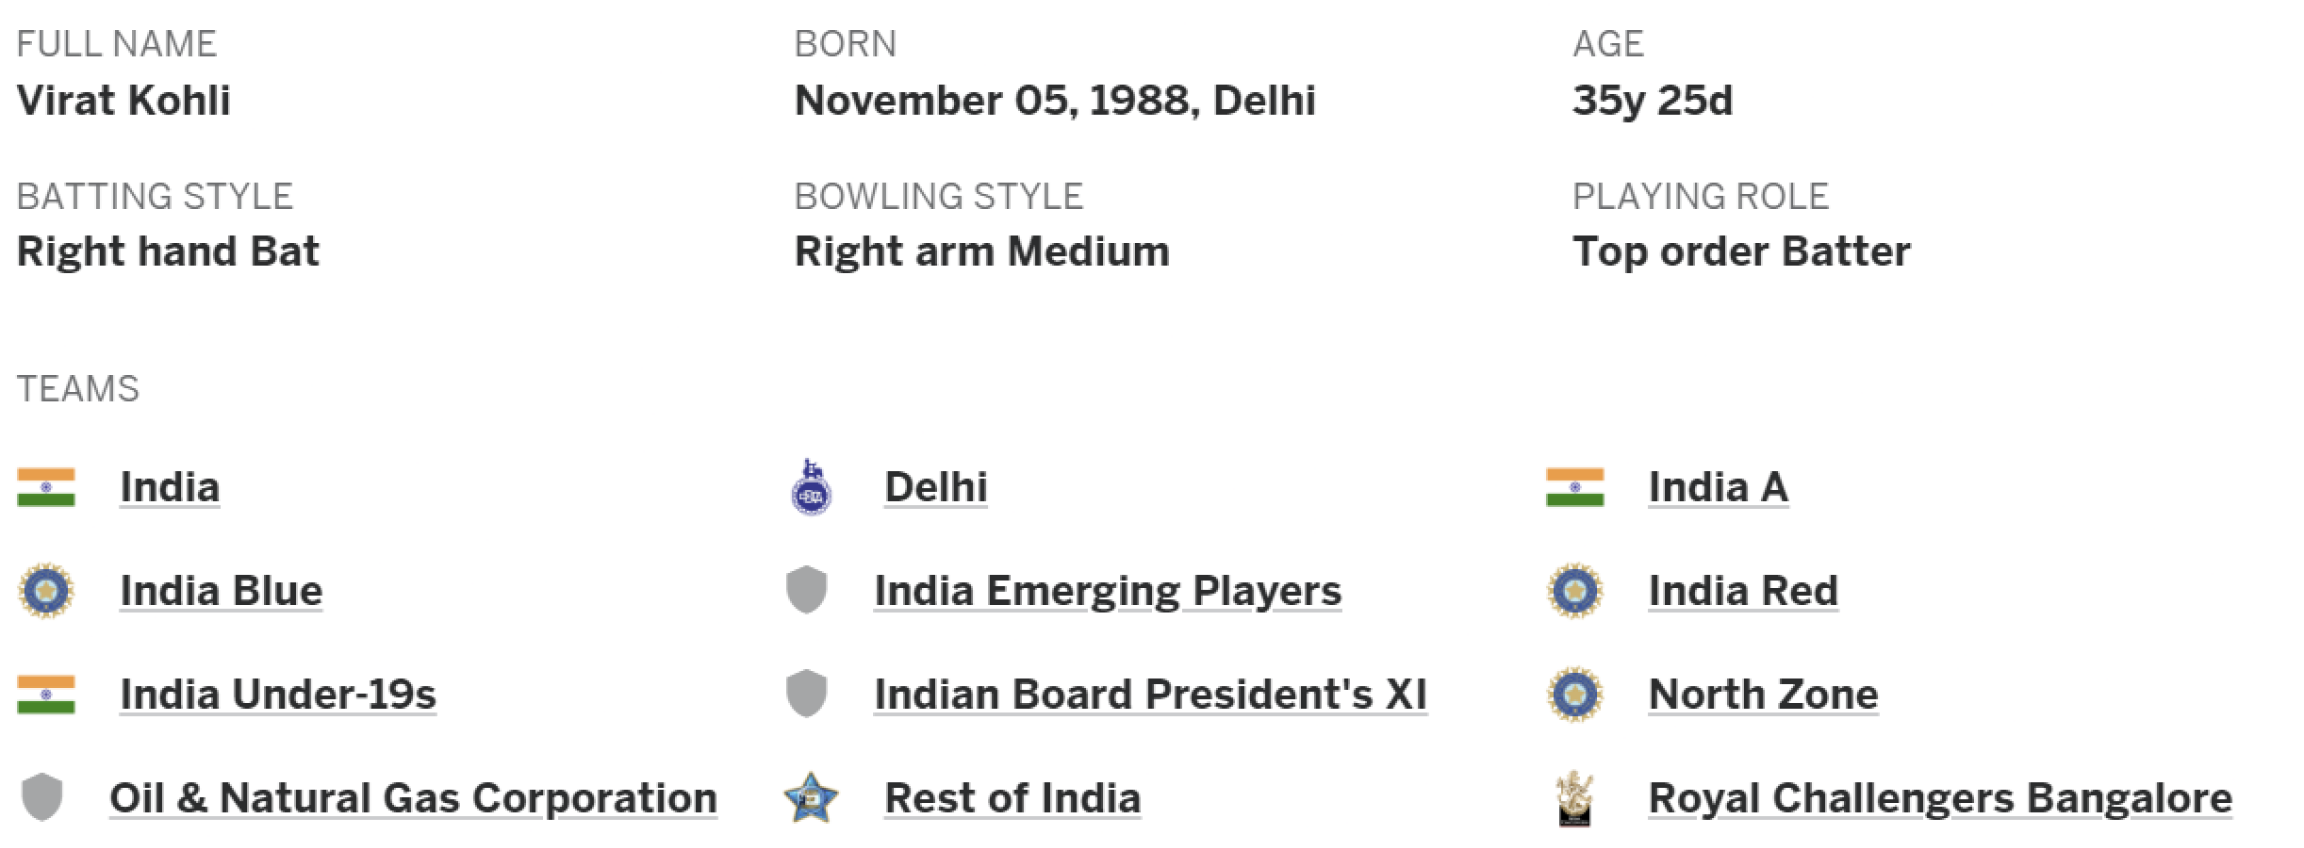 FULL NAME BORN AGE
Virat Kohli November 05, 1988, Delhi 35y 25d
BATTING STYLE BOWLING STYLE PLAYING ROLE
Right hand Bat Right arm Medium Top order Batter
TEAMS
India Delhi India A
India Blue India Emerging Players India Red
India Under-19s Indian Board President's XI North Zone
Oil & Natural Gas Corporation Rest of India Royal Challengers Bangalore